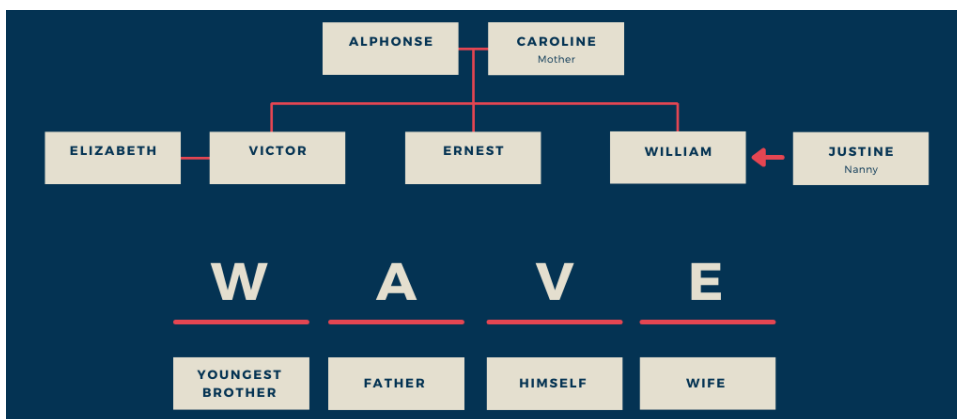 ALPHONSE
CAROLINE
Mother
ELIZABETH
VICTOR
ERNEST
WILLIAM
JUSTINE
Nanny
W A V E
YOUNGEST
BROTHER
FATHER
HIMSELF
WIFE